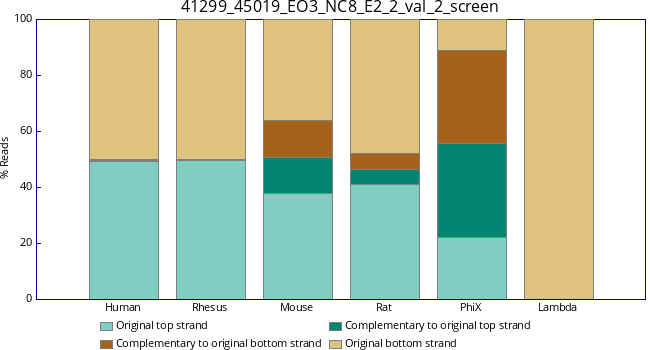 41299_45019_EO3_NC8_E2_2_val_2_screen
100
80
60
40
20
0
% Reads
Human Rhesus Mouse Rat PhiX Lambda
Original top strand Complementary to original top strand
Complementary to original bottom strand Original bottom strand